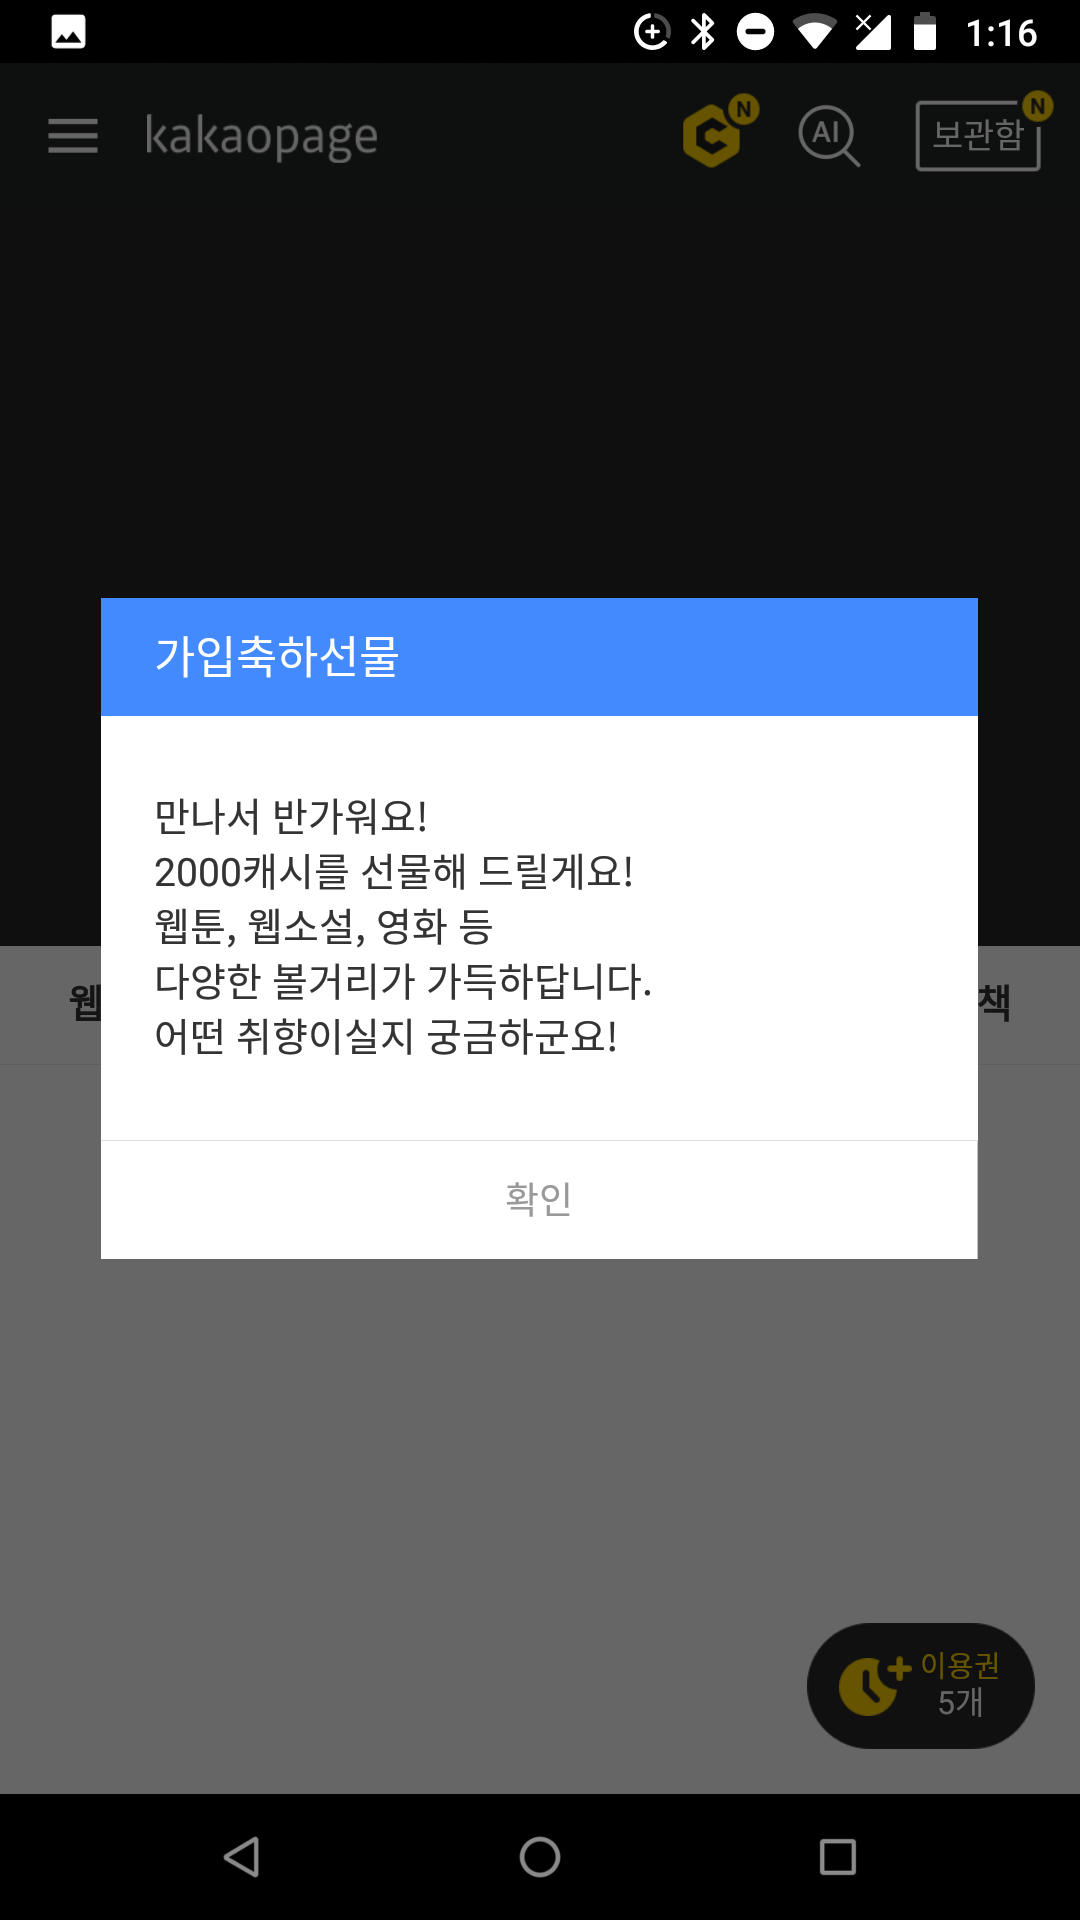 1:16
kakaopage
N
AI
보관함
N
가입축하선물
만나서 반가워요!
2000캐시를 선물해 드릴게요!
웹툰, 웹소설, 영화 등
다양한 볼거리가 가득하답니다.
어떤 취향이실지 궁금하군요!
웹
책
확인
이용권
5개